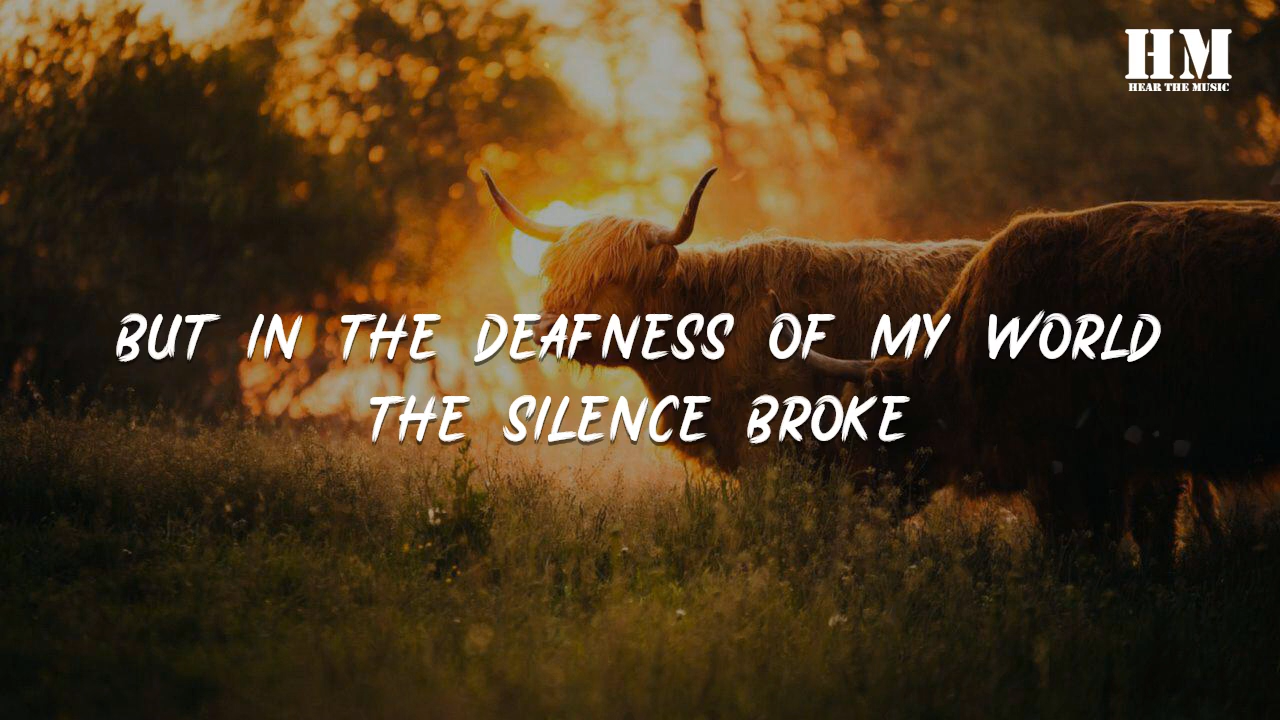 HM
HEAR THE MUSIC
BUT IN THE DEAFNESS OF MY WORLD
THE SILENCE BROKE